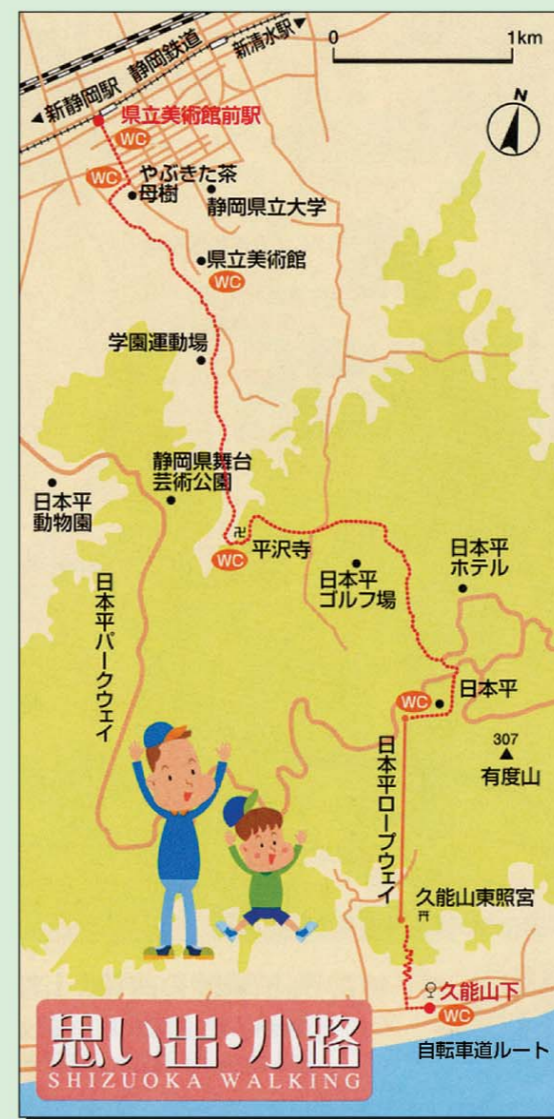 新清水駅▶
静岡鉄道
◀新静岡駅
0 1km
N
県立美術館前駅
WC
WC
やぶきた茶
母樹
静岡県立大学
県立美術館
WC
学園運動場
静岡県舞台
芸術公園
日本平
動物園
卍
平沢寺
WC
日本平
ゴルフ場
日本平
ホテル
日本平パークウェイ
WC
日本平
307
▲
有度山
日本平ロープウェイ
久能山東照宮
久能山下
WC
自転車道ルート
思い出・小路
SHIZUOKA WALKING